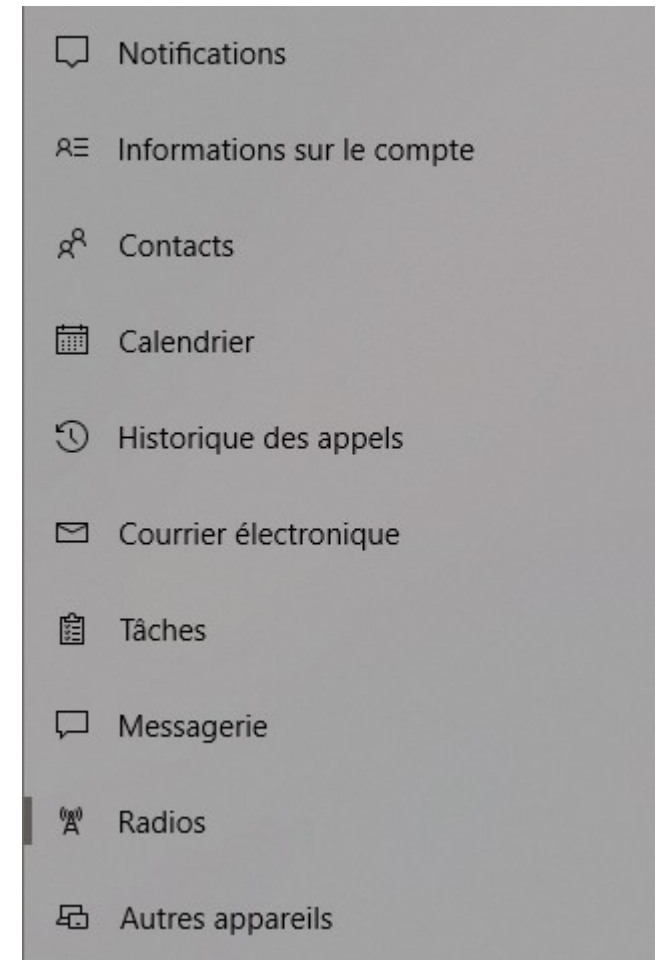 Notifications
Informations sur le compte
Contacts
Calendrier
Historique des appels
Courrier électronique
Tâches
Messagerie
Radios
Autres appareils